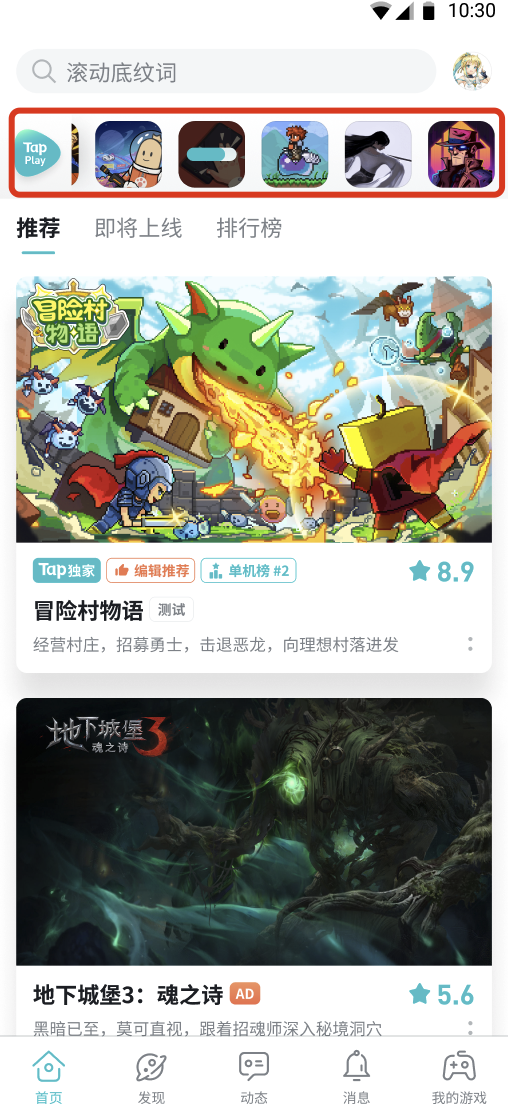 10:30
滚动底纹词
Tap
Play
推荐 即将上线 排行榜
冒险村
物语
Tap独家 编辑推荐 单机榜 #2 8.9
冒险村物语 测试
经营村庄，招募勇士，击退恶龙，向理想村落进发
地下城堡3
魂之诗
地下城堡3：魂之诗 AD 5.6
黑暗已至，莫可直视，跟着招魂师深入秘境洞穴
首页 发现 动态 消息 我的游戏